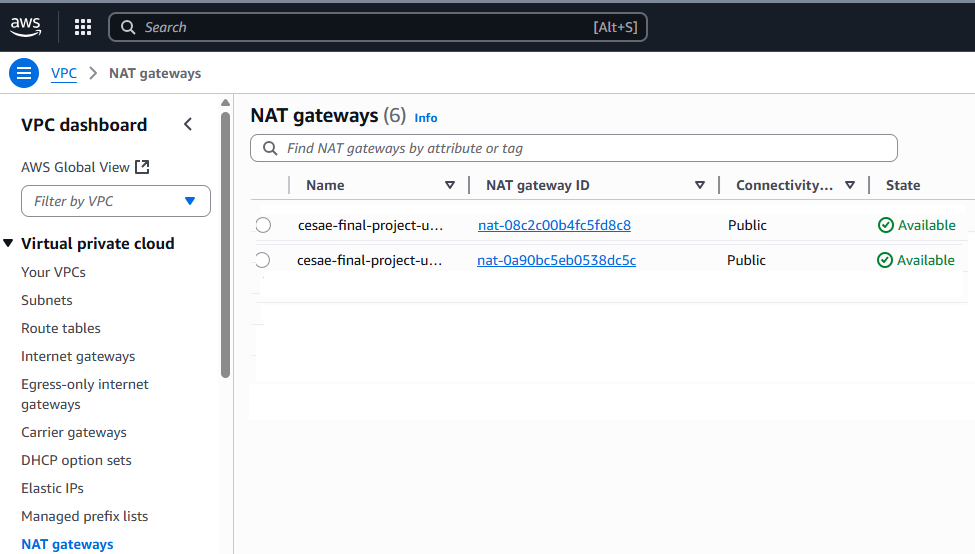 aws Search [Alt+S]
VPC > NAT gateways
VPC dashboard
AWS Global View
Filter by VPC
Virtual private cloud
Your VPCs
Subnets
Route tables
Internet gateways
Egress-only internet
gateways
Carrier gateways
DHCP option sets
Elastic IPs
Managed prefix lists
NAT gateways
NAT gateways (6) Info
Find NAT gateways by attribute or tag
Name NAT gateway ID Connectivity... State
cesae-final-project-u... nat-08c2c00b4fc5fd8c8 Public Available
cesae-final-project-u... nat-0a90bc5eb0538dc5c Public Available